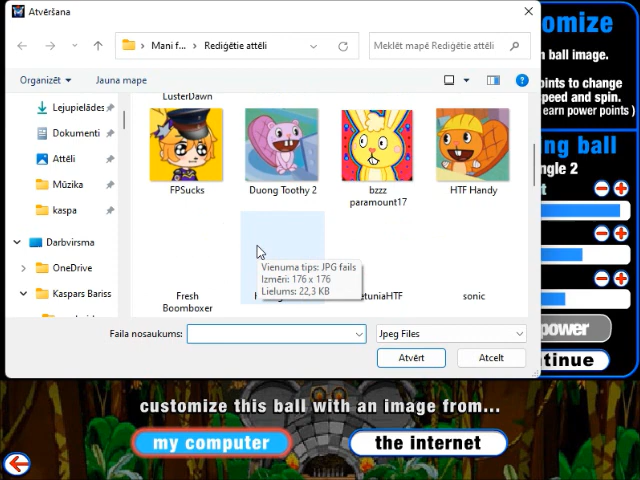 Atvēršana
Mani f...
Rediģētie attēli
Meklēt mapē Rediģētie attēli
Organizēt
Jauna mape
Lejupielādes
Dokumenti
Attēli
Mūzika
kaspa
Darbvirsma
OneDrive
Kaspars Bariss
LusterDawn
FPSucks
Duong Toothy 2
bzzz
paramount17
HTF Handy
Vienuma tips: JPG fails
Izmēri: 176 x 176
Lielums: 22,3 KB
Fresh
Boomboxer
etuniaHTF
sonic
Faila nosaukums:
Jpeg Files
Atvērt
Atcelt
omize
n ball image.
oints to change
speed and spin.
earn power points )
ng ball
ngle 2
t
power
ntinue
customize this ball with an image from...
my computer
the internet